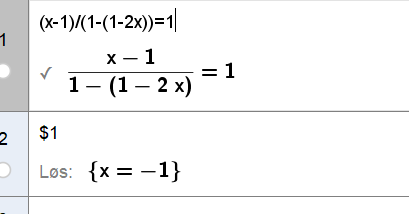 1
(x-1)/(1-(1-2x))=1
✓ (x − 1)/(1 − (1 − 2 x)) = 1
2
$1
Løs: {x = −1}